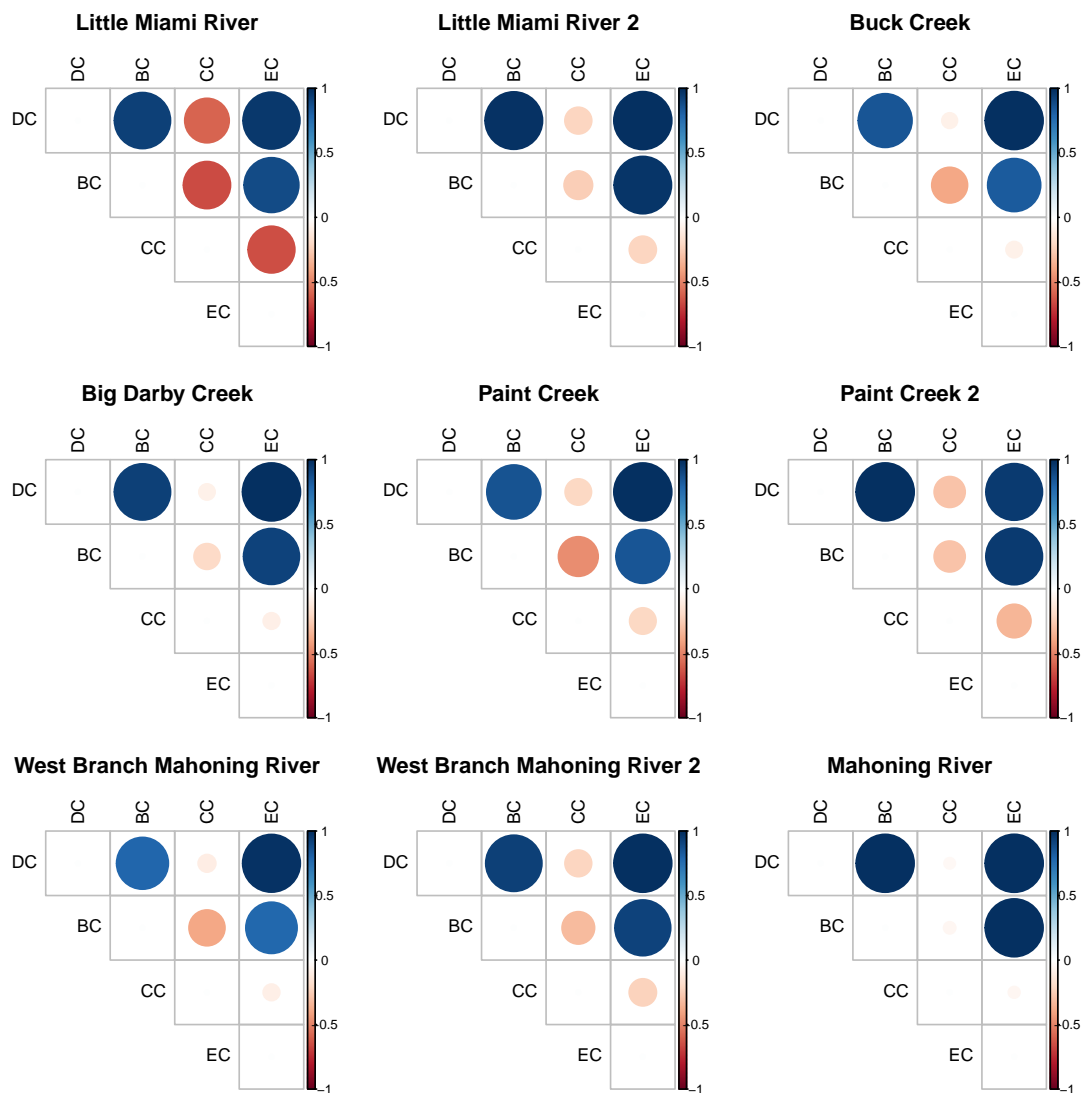 Little Miami River
Little Miami River 2
Buck Creek
DC BC CC EC
DC BC CC EC
DC BC CC EC
DC
BC
CC
EC
1
0.5
0
−0.5
−1
DC
BC
CC
EC
1
0.5
0
−0.5
−1
DC
BC
CC
EC
1
0.5
0
−0.5
−1
Big Darby Creek
Paint Creek
Paint Creek 2
DC BC CC EC
DC BC CC EC
DC BC CC EC
DC
BC
CC
EC
1
0.5
0
−0.5
−1
DC
BC
CC
EC
1
0.5
0
−0.5
−1
DC
BC
CC
EC
1
0.5
0
−0.5
−1
West Branch Mahoning River
West Branch Mahoning River 2
Mahoning River
DC BC CC EC
DC BC CC EC
DC BC CC EC
DC
BC
CC
EC
1
0.5
0
−0.5
−1
DC
BC
CC
EC
1
0.5
0
−0.5
−1
DC
BC
CC
EC
1
0.5
0
−0.5
−1